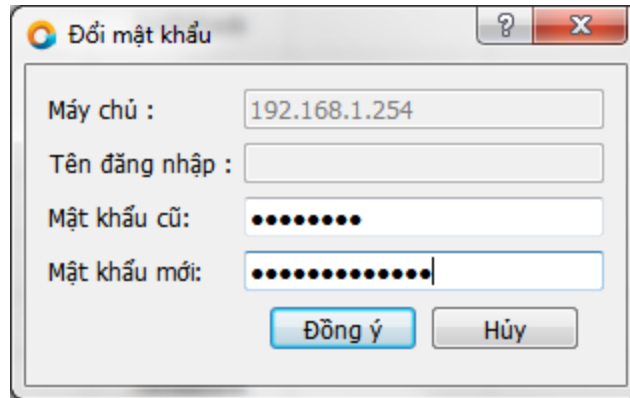 Đổi mật khẩu
Máy chủ : 192.168.1.254
Tên đăng nhập :
Mật khẩu cũ: ●●●●●●●●
Mật khẩu mới: ●●●●●●●●●●●●●
Đồng ý Hủy